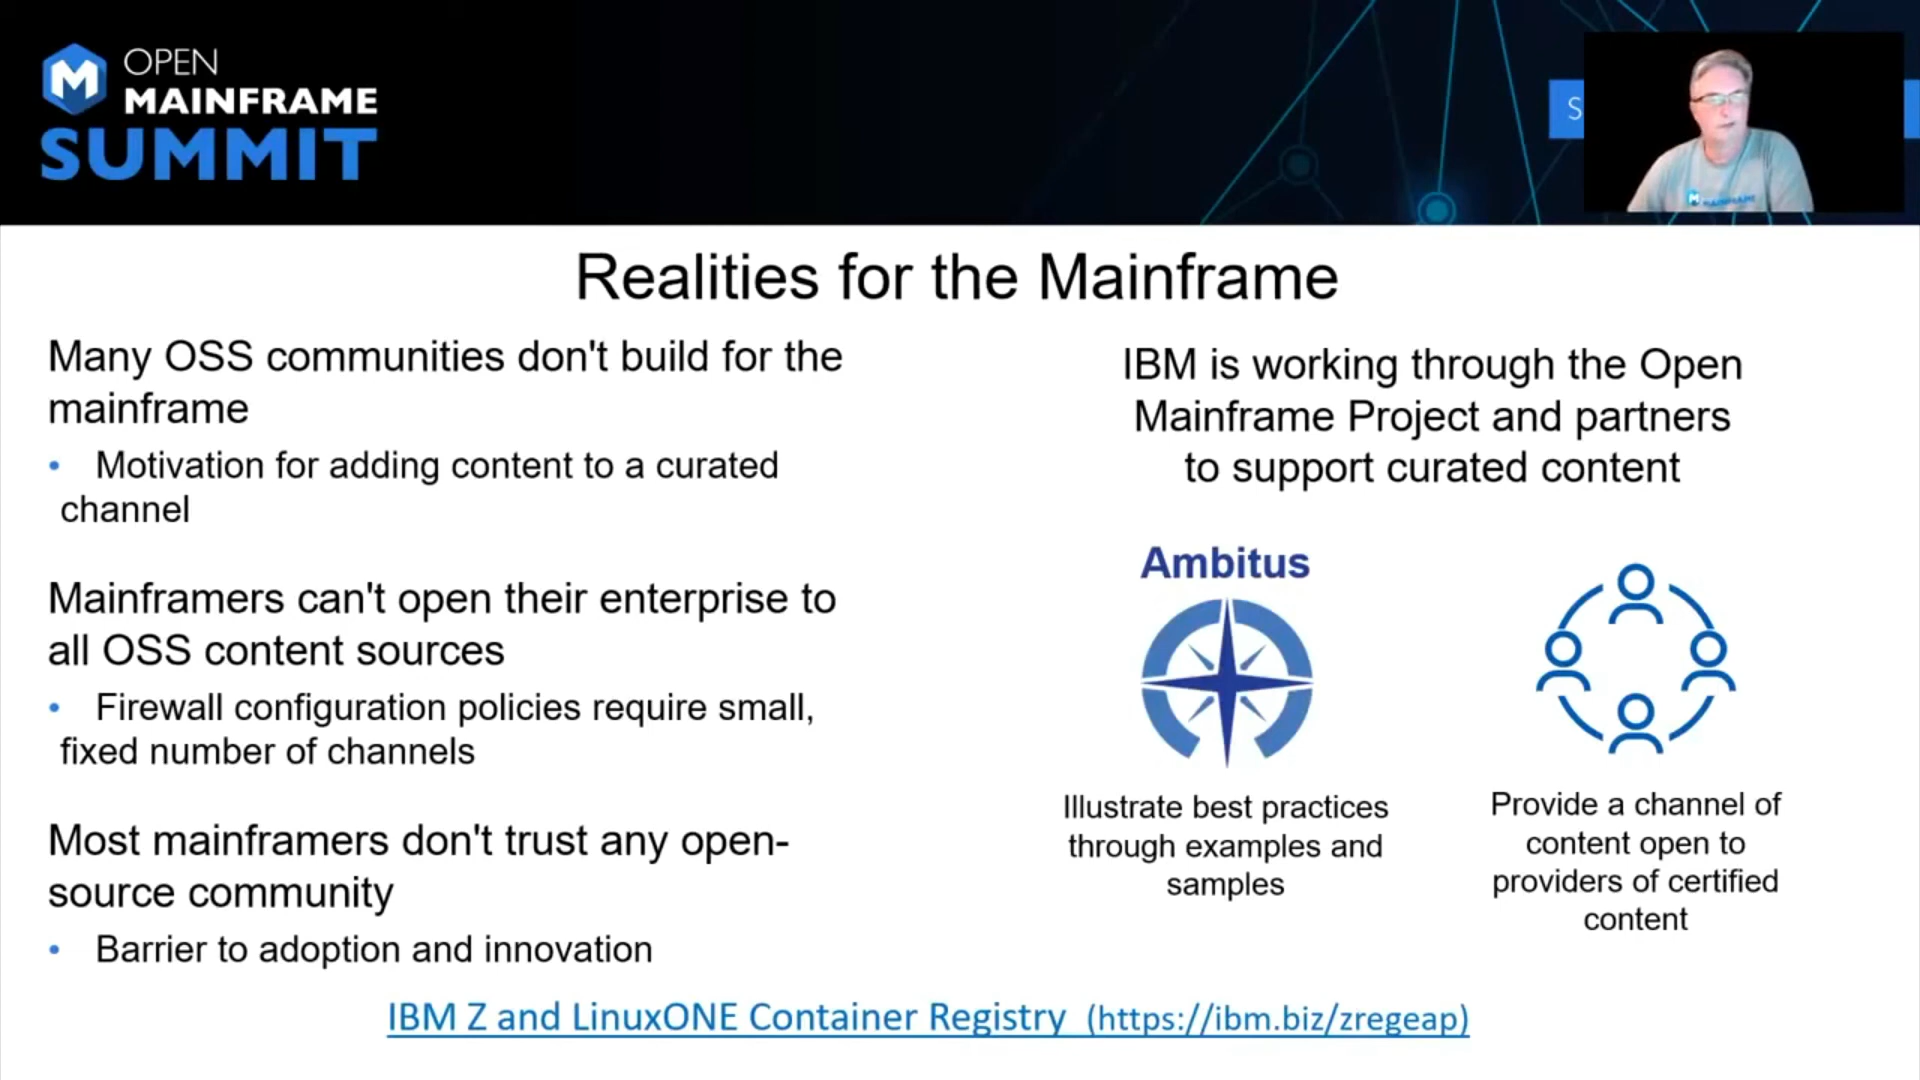 OPEN
MAINFRAME
SUMMIT
S
Realities for the Mainframe
Many OSS communities don't build for the
mainframe
• Motivation for adding content to a curated
channel
Mainframers can't open their enterprise to
all OSS content sources
• Firewall configuration policies require small,
fixed number of channels
Most mainframers don't trust any open-
source community
• Barrier to adoption and innovation
IBM is working through the Open
Mainframe Project and partners
to support curated content
Ambitus
Illustrate best practices
through examples and
samples
Provide a channel of
content open to
providers of certified
content
IBM Z and LinuxONE Container Registry (https://ibm.biz/zregeap)